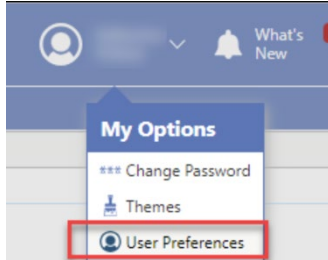 What's
New
My Options
*** Change Password
Themes
User Preferences